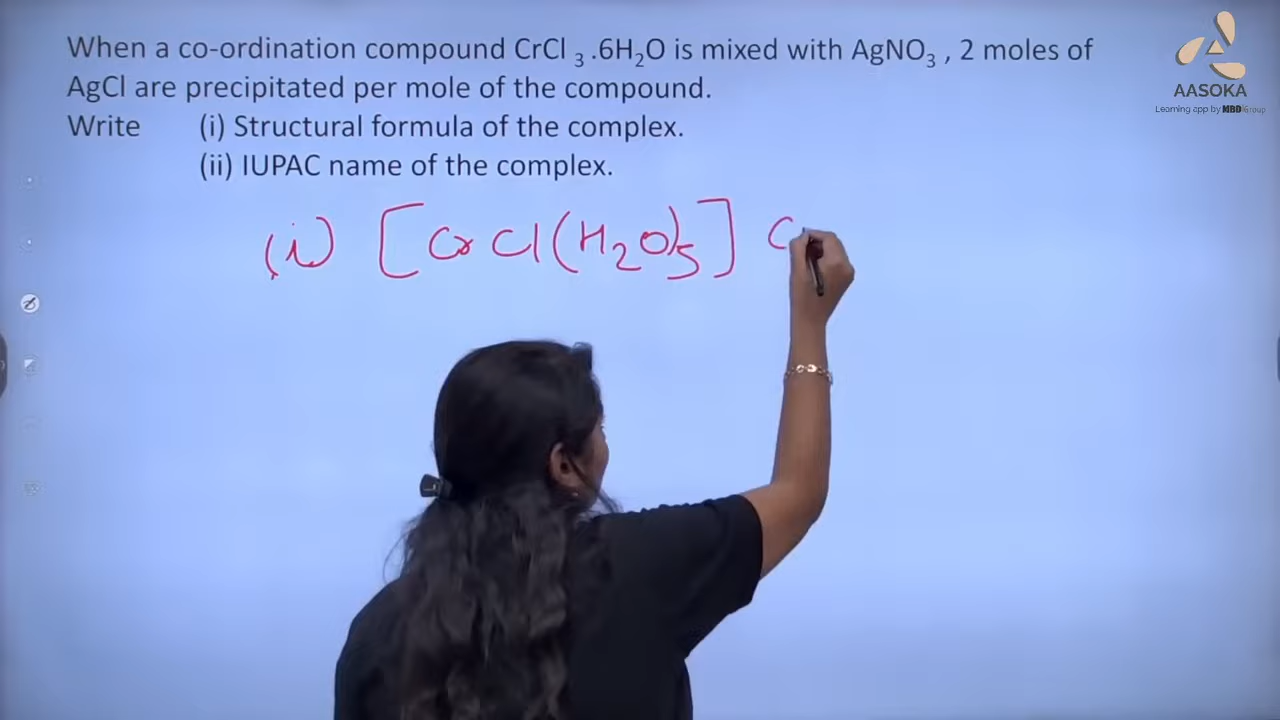 When a co-ordination compound CrCl ₃ .6H₂O is mixed with AgNO₃ , 2 moles of
AgCl are precipitated per mole of the compound.
Write (i) Structural formula of the complex.
(ii) IUPAC name of the complex.
(i) [CrCl(H₂O)₅] C
AASOKA
Learning app by MBD Group